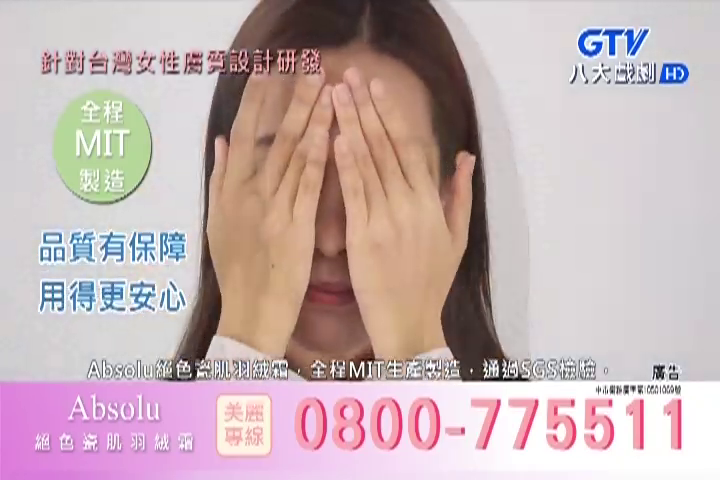 針對台灣女性膚質設計研發
GTV
八大戲劇 HD
全程
MIT
製造
品質有保障
用得更安心
Absolu絕色瓷肌羽絨霜，全程MIT生產製造，通過SGS檢驗。
廣告
Absolu
絕色瓷肌羽絨霜
美麗
專線
0800-775511